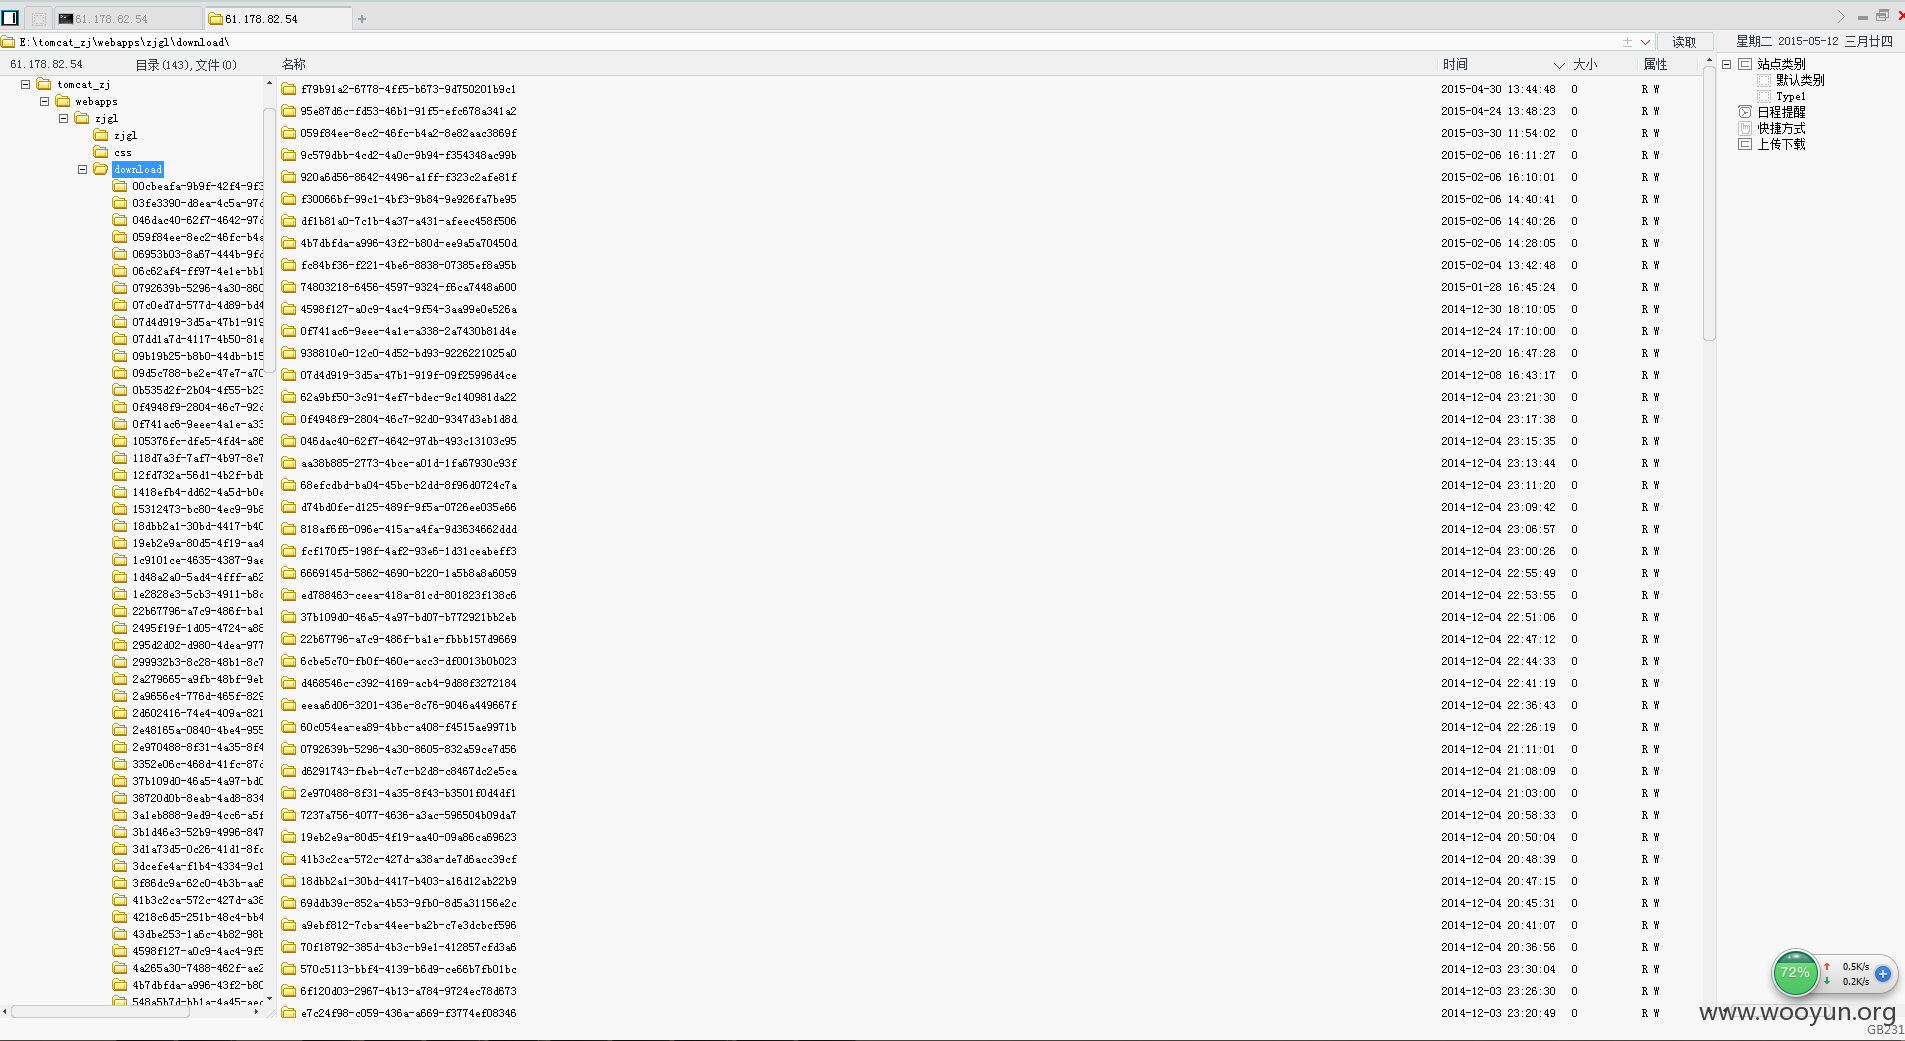 61.178.82.54
61.178.82.54
E:\tomcat_zj\webapps\zjgl\download\
读取
星期二 2015-05-12 三月廿四
61.178.82.54
目录(143),文件(0)
名称
时间
大小
属性
tomcat_zj
webapps
zjgl
zjgl
css
download
00cbeafa-9b9f-42f4-9f3
03fe3390-d8ea-4c5a-97d
046dac40-62f7-4642-97d
059f84ee-8ec2-46fc-b4a
06953b03-8a67-444b-9fd
06c62af4-ff97-4e1e-bb1
0792639b-5296-4a30-860
07c0ed7d-577d-4d89-bd4
07d4d919-3d5a-47b1-919
07dd1a7d-4117-4b50-81e
09b19b25-b8b0-44db-b15
09d5c788-be2e-47e7-a70
0b535d2f-2b04-4f55-b23
0f4948f9-2804-46c7-92d
0f741ac6-9eee-4a1e-a33
105376fc-dfe5-4fd4-a86
118d7a3f-7af7-4b97-8e7
12fd732a-56d1-4b2f-bdb
1418efb4-dd62-4a5d-b0e
15312473-bc80-4ec9-9b8
18dbb2a1-30bd-4417-b40
19eb2e9a-80d5-4f19-aa4
1c9101ce-4635-4387-9ae
1d48a2a0-5ad4-4fff-a62
1e2828e3-5cb3-4911-b8c
22b67796-a7c9-486f-ba1
2495f19f-1d05-4724-a88
295d2d02-d980-4dea-977
299932b3-8c28-48b1-8c7
2a279665-a9fb-48bf-9eb
2a9656c4-776d-465f-829
2d602416-74e4-409a-821
2e48165a-0840-4be4-955
2e970488-8f31-4a35-8f4
3352e06c-468d-41fc-87d
37b109d0-46a5-4a97-bd0
38720d0b-8eab-4ad8-834
3a1eb888-9ed9-4cc6-a5f
3b1d46e3-52b9-4996-847
3d1a73d5-0c26-41d1-8fc
3dcefe4a-f1b4-4334-9c1
3f86dc9a-62c0-4b3b-aa6
41b3c2ca-572c-427d-a38
4218c6d5-251b-48c4-bb4
43dbe253-1a6c-4b82-98b
4598f127-a0c9-4ac4-9f5
4a265a30-7488-462f-ae2
4b7dbfda-a996-43f2-b80
548a5b7d-bb1a-4a45-aec
f79b91a2-6778-4ff5-b673-9d750201b9c1 2015-04-30 13:44:48 0 R W
95e87d6c-fd53-46b1-91f5-efc678a341a2 2015-04-24 13:48:23 0 R W
059f84ee-8ec2-46fc-b4a2-8e82aac3869f 2015-03-30 11:54:02 0 R W
9c579dbb-4cd2-4a0c-9b94-f354348ac99b 2015-02-06 16:11:27 0 R W
920a6d56-8642-4496-a1ff-f323c2afe81f 2015-02-06 16:10:01 0 R W
f30066bf-99c1-4bf3-9b84-9e926fa7be95 2015-02-06 14:40:41 0 R W
df1b81a0-7c1b-4a37-a431-afeec458f506 2015-02-06 14:40:26 0 R W
4b7dbfda-a996-43f2-b80d-ee9a5a70450d 2015-02-06 14:28:05 0 R W
fc84bf36-f221-4be6-8838-07385ef8a95b 2015-02-04 13:42:48 0 R W
74803218-6456-4597-9324-f6ca7448a600 2015-01-28 16:45:24 0 R W
4598f127-a0c9-4ac4-9f54-3aa99e0e526a 2014-12-30 18:10:05 0 R W
0f741ac6-9eee-4a1e-a338-2a7430b81d4e 2014-12-24 17:10:00 0 R W
938810e0-12c0-4d52-bd93-9226221025a0 2014-12-20 16:47:28 0 R W
07d4d919-3d5a-47b1-919f-09f25996d4ce 2014-12-08 16:43:17 0 R W
62a9bf50-3c91-4ef7-bdec-9c140981da22 2014-12-04 23:21:30 0 R W
0f4948f9-2804-46c7-92d0-9347d3eb1d8d 2014-12-04 23:17:38 0 R W
046dac40-62f7-4642-97db-493c13103c95 2014-12-04 23:15:35 0 R W
aa38b885-2773-4bce-a01d-1fa67930c93f 2014-12-04 23:13:44 0 R W
68efcdbd-ba04-45bc-b2dd-8f96d0724c7a 2014-12-04 23:11:20 0 R W
d74bd0fe-d125-489f-9f5a-0726ee035e66 2014-12-04 23:09:42 0 R W
818af6f6-096e-415a-a4fa-9d3634662ddd 2014-12-04 23:06:57 0 R W
fcf170f5-198f-4af2-93e6-1d31ceabeff3 2014-12-04 23:00:26 0 R W
6669145d-5862-4690-b220-1a5b8a8a6059 2014-12-04 22:55:49 0 R W
ed788463-ceea-418a-81cd-801823f138c6 2014-12-04 22:53:55 0 R W
37b109d0-46a5-4a97-bd07-b772921bb2eb 2014-12-04 22:51:06 0 R W
22b67796-a7c9-486f-ba1e-fbbb157d9669 2014-12-04 22:47:12 0 R W
6cbe5c70-fb0f-460e-acc3-df0013b0b023 2014-12-04 22:44:33 0 R W
d468546c-c392-4169-acb4-9d88f3272184 2014-12-04 22:41:19 0 R W
eeaa6d06-3201-436e-8c76-9046a449667f 2014-12-04 22:36:43 0 R W
60c054ea-ea89-4bbc-a408-f4515ae9971b 2014-12-04 22:26:19 0 R W
0792639b-5296-4a30-8605-832a59ce7d56 2014-12-04 21:11:01 0 R W
d6291743-fbeb-4c7c-b2d8-c8467dc2e5ca 2014-12-04 21:08:09 0 R W
2e970488-8f31-4a35-8f43-b3501f0d4df1 2014-12-04 21:03:00 0 R W
7237a756-4077-4636-a3ac-596504b09da7 2014-12-04 20:58:33 0 R W
19eb2e9a-80d5-4f19-aa40-09a86ca69623 2014-12-04 20:50:04 0 R W
41b3c2ca-572c-427d-a38a-de7d6acc39cf 2014-12-04 20:48:39 0 R W
18dbb2a1-30bd-4417-b403-a16d12ab22b9 2014-12-04 20:47:15 0 R W
69ddb39c-852a-4b53-9fb0-8d5a31156e2c 2014-12-04 20:45:31 0 R W
a9ebf812-7cba-44ee-ba2b-c7e3dcbcf596 2014-12-04 20:41:07 0 R W
70f18792-385d-4b3c-b9e1-412857cfd3a6 2014-12-04 20:36:56 0 R W
570c5113-bbf4-4139-b6d9-ce66b7fb01bc 2014-12-03 23:30:04 0 R W
6f120d03-2967-4b13-a784-9724ec78d673 2014-12-03 23:26:30 0 R W
e7c24f98-c059-436a-a669-f3774ef08346 2014-12-03 23:20:49 0 R W
站点类别
默认类别
Type1
日程提醒
快捷方式
上传下载
72%
0.5K/s
0.2K/s
www.wooyun.org
GB231